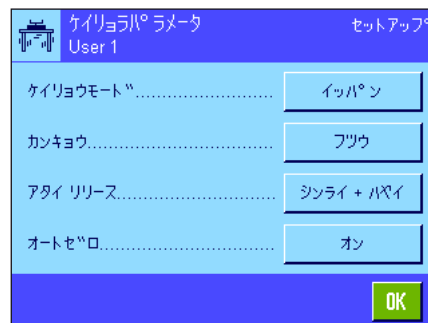 ケイリョラパ゜ラメータ セットアップ
User 1
ケイリョウモード.......................... イッパ゜ン
カンキョウ................................... フツウ
アタイ リリース............................. シンライ + ハヤイ
オートゼロ................................. オン
OK